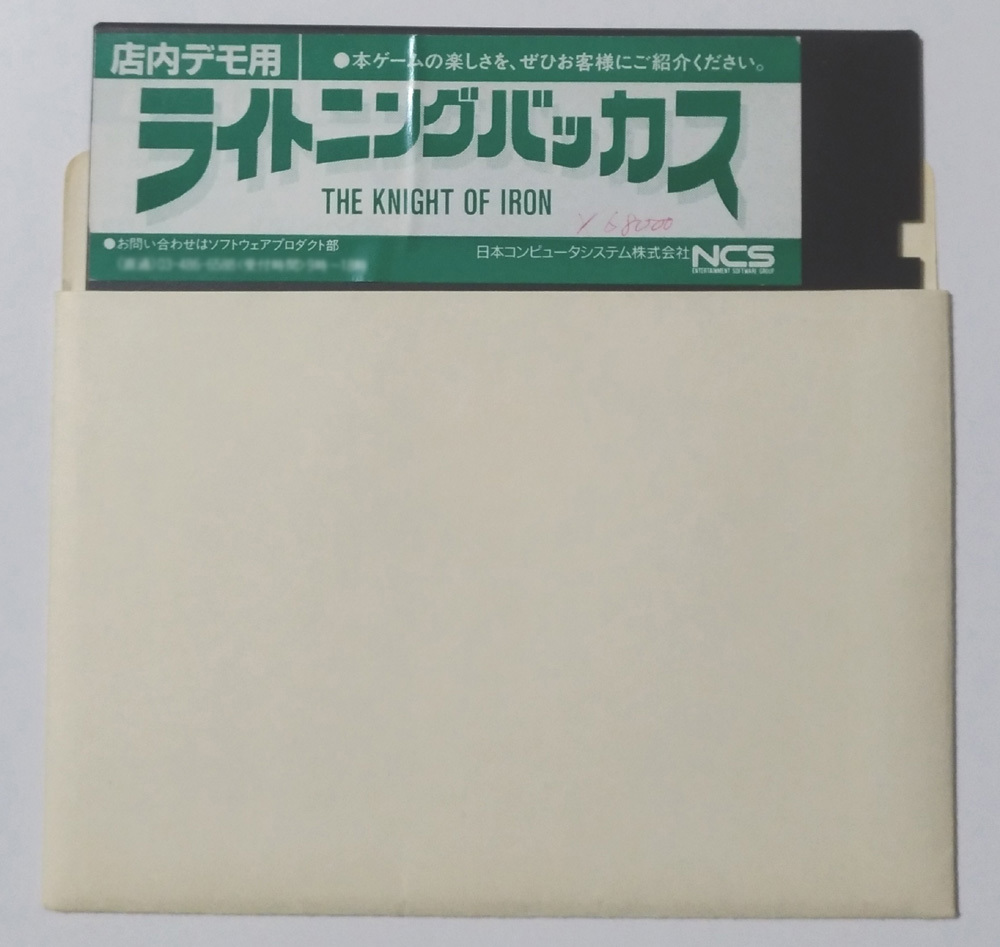 店内デモ用
●本ゲームの楽しさを、ぜひお客様にご紹介ください。
ライトニングバッカス
THE KNIGHT OF IRON
●お問い合わせはソフトウェアプロダクト部
日本コンピュータシステム株式会社 NCS
ENTERTAINMENT SOFTWARE GROUP